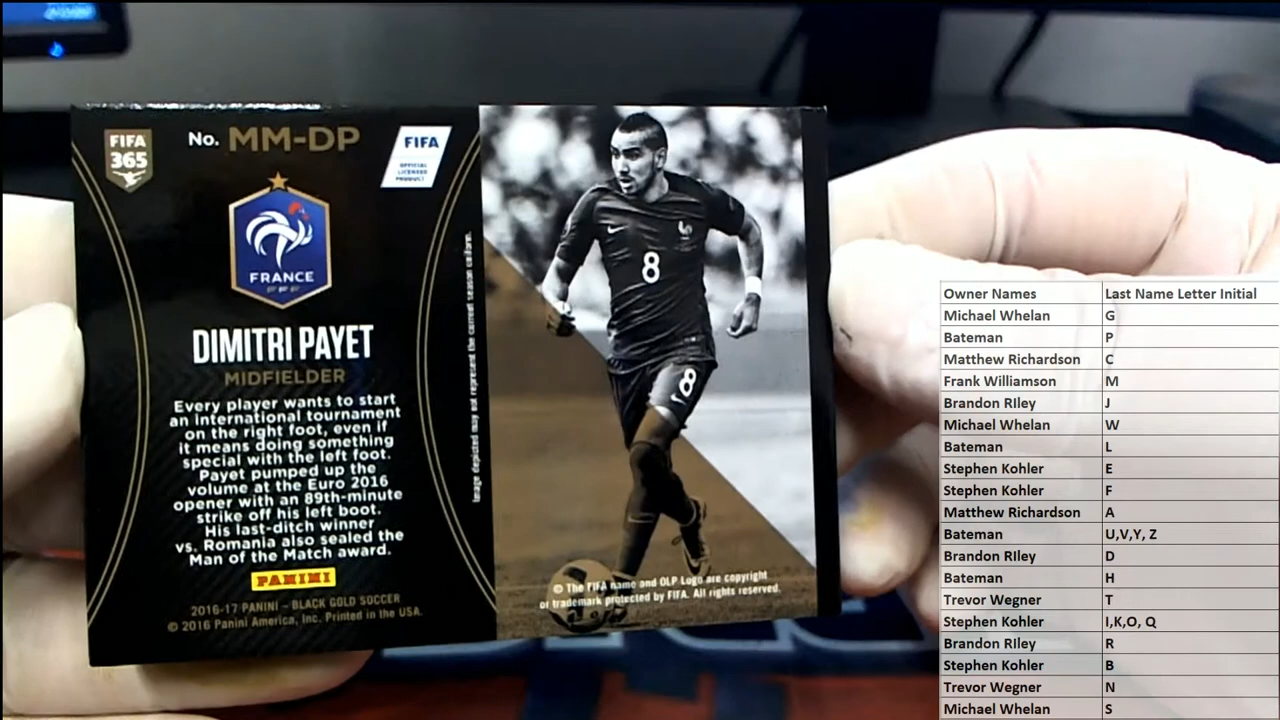 FIFA
365
No. MM-DP
FIFA
OFFICIAL
LICENSED
PRODUCT
FRANCE
DIMITRI PAYET
MIDFIELDER
Every player wants to start
an international tournament
on the right foot, even if
it means doing something
special with the left foot.
Payet pumped up the
volume at the Euro 2016
opener with an 89th-minute
strike off his left boot.
His last-ditch winner
vs. Romania also sealed the
Man of the Match award.
PANINI
2016-17 PANINI – BLACK GOLD SOCCER
© 2016 Panini America, Inc. Printed in the USA.
Image depicted may not represent the current season uniform.
8
8
© The FIFA name and OLP Logo are copyright
or trademark protected by FIFA. All rights reserved.
Owner Names Last Name Letter Initial
Michael Whelan G
Bateman P
Matthew Richardson C
Frank Williamson M
Brandon RIley J
Michael Whelan W
Bateman L
Stephen Kohler E
Stephen Kohler F
Matthew Richardson A
Bateman U,V,Y, Z
Brandon RIley D
Bateman H
Trevor Wegner T
Stephen Kohler I,K,O, Q
Brandon RIley R
Stephen Kohler B
Trevor Wegner N
Michael Whelan S